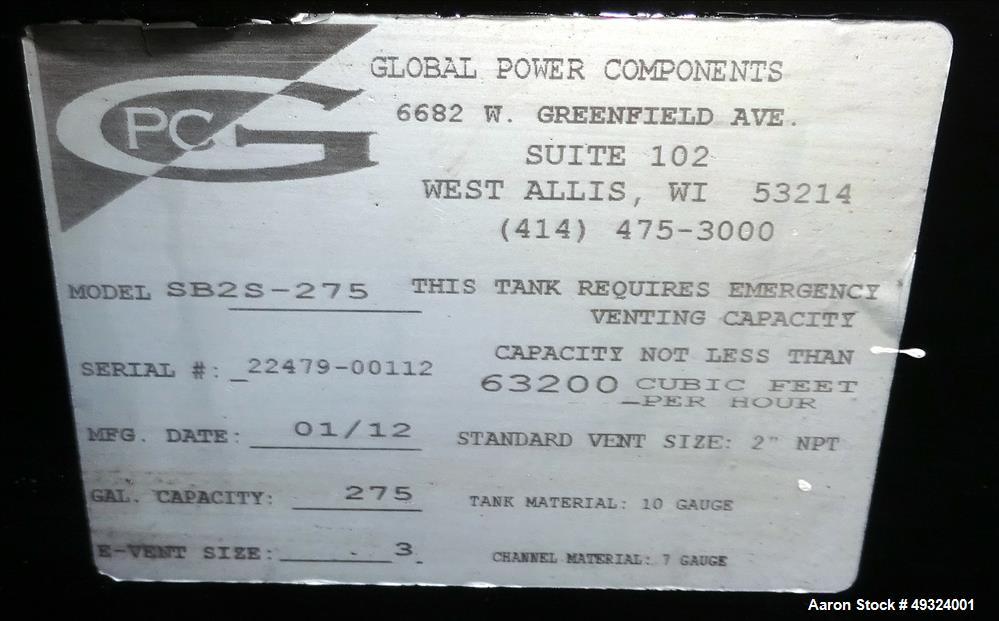 PC G
GLOBAL POWER COMPONENTS
6682 W. GREENFIELD AVE.
SUITE 102
WEST ALLIS, WI 53214
(414) 475-3000
MODEL SB2S-275
THIS TANK REQUIRES EMERGENCY
VENTING CAPACITY
CAPACITY NOT LESS THAN
63200 CUBIC FEET
PER HOUR
SERIAL #: 22479-00112
MFG. DATE: 01/12
STANDARD VENT SIZE: 2" NPT
GAL. CAPACITY: 275
TANK MATERIAL: 10 GAUGE
E-VENT SIZE: 3
CHANNEL MATERIAL: 7 GAUGE
Aaron Stock # 49324001